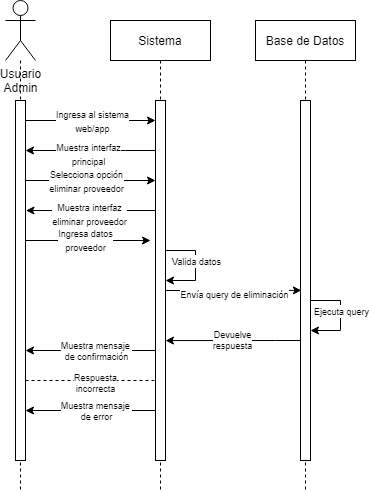 Usuario
Admin
Sistema
Base de Datos
Ingresa al sistema
web/app
Muestra interfaz
principal
Selecciona opción
eliminar proveedor
Muestra interfaz
eliminar proveedor
Ingresa datos
proveedor
Valida datos
Envía query de eliminación
Ejecuta query
Devuelve
respuesta
Muestra mensaje
de confirmación
Respuesta
incorrecta
Muestra mensaje
de error